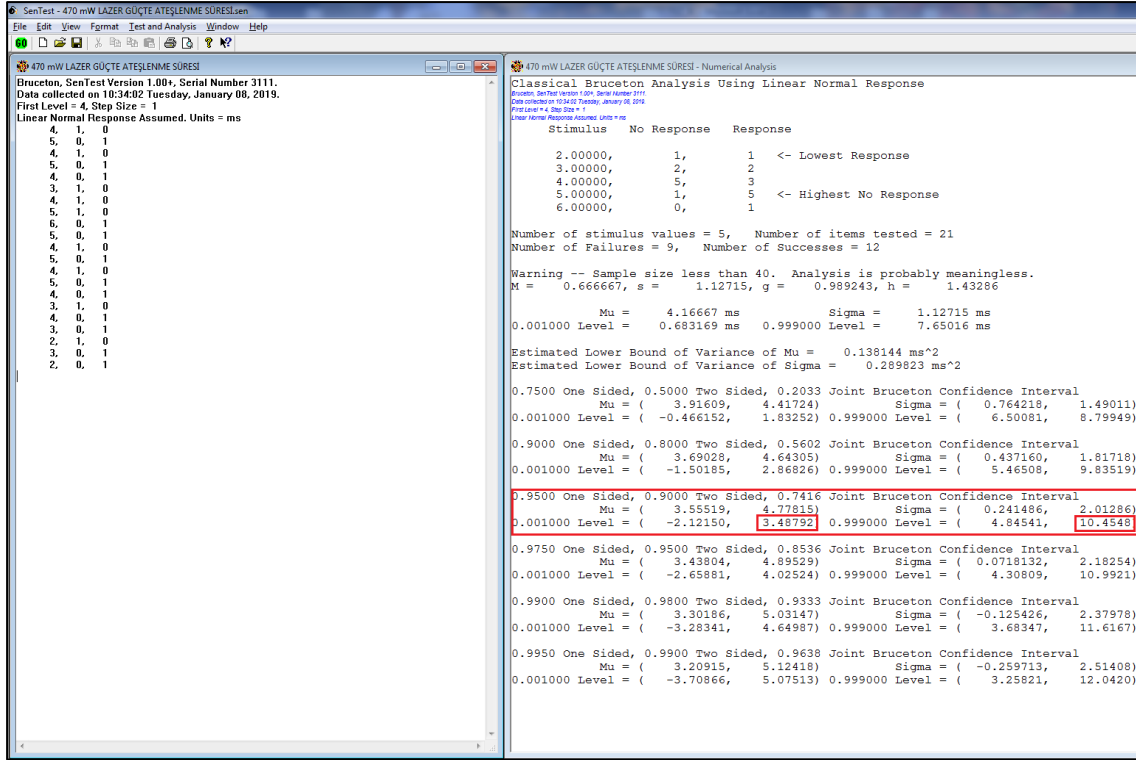 SenTest - 470 mW LAZER GÜÇTE ATEŞLENME SÜRESİ.sen
File Edit View Format Test and Analysis Window Help
GO
470 mW LAZER GÜÇTE ATEŞLENME SÜRESİ
Bruceton, SenTest Version 1.00+, Serial Number 3111.
Data collected on 10:34:02 Tuesday, January 08, 2019.
First Level = 4, Step Size = 1
Linear Normal Response Assumed. Units = ms
4, 1, 0
5, 0, 1
4, 1, 0
5, 0, 1
4, 0, 1
3, 1, 0
4, 1, 0
5, 1, 0
6, 0, 1
5, 0, 1
4, 1, 0
5, 0, 1
4, 1, 0
5, 0, 1
4, 0, 1
3, 1, 0
4, 0, 1
3, 0, 1
2, 1, 0
3, 0, 1
2, 0, 1
470 mW LAZER GÜÇTE ATEŞLENME SÜRESİ - Numerical Analysis
Classical Bruceton Analysis Using Linear Normal Response
Bruceton, SenTest Version 1.00+, Serial Number 3111.
Data collected on 10:34:02 Tuesday, January 08, 2019.
First Level = 4, Step Size = 1
Linear Normal Response Assumed. Units = ms
Stimulus No Response Response
2.00000, 1, 1 <- Lowest Response
3.00000, 2, 2
4.00000, 5, 3
5.00000, 1, 5 <- Highest No Response
6.00000, 0, 1
Number of stimulus values = 5, Number of items tested = 21
Number of Failures = 9, Number of Successes = 12
Warning -- Sample size less than 40. Analysis is probably meaningless.
M = 0.666667, s = 1.12715, g = 0.989243, h = 1.43286
Mu = 4.16667 ms Sigma = 1.12715 ms
0.001000 Level = 0.683169 ms 0.999000 Level = 7.65016 ms
Estimated Lower Bound of Variance of Mu = 0.138144 ms^2
Estimated Lower Bound of Variance of Sigma = 0.289823 ms^2
0.7500 One Sided, 0.5000 Two Sided, 0.2033 Joint Bruceton Confidence Interval
Mu = ( 3.91609, 4.41724) Sigma = ( 0.764218, 1.49011)
0.001000 Level = ( -0.466152, 1.83252) 0.999000 Level = ( 6.50081, 8.79949)
0.9000 One Sided, 0.8000 Two Sided, 0.5602 Joint Bruceton Confidence Interval
Mu = ( 3.69028, 4.64305) Sigma = ( 0.437160, 1.81718)
0.001000 Level = ( -1.50185, 2.86826) 0.999000 Level = ( 5.46508, 9.83519)
0.9500 One Sided, 0.9000 Two Sided, 0.7416 Joint Bruceton Confidence Interval
Mu = ( 3.55519, 4.77815) Sigma = ( 0.241486, 2.01286)
0.001000 Level = ( -2.12150, 3.48792) 0.999000 Level = ( 4.84541, 10.4548)
0.9750 One Sided, 0.9500 Two Sided, 0.8536 Joint Bruceton Confidence Interval
Mu = ( 3.43804, 4.89529) Sigma = ( 0.0718132, 2.18254)
0.001000 Level = ( -2.65881, 4.02524) 0.999000 Level = ( 4.30809, 10.9921)
0.9900 One Sided, 0.9800 Two Sided, 0.9333 Joint Bruceton Confidence Interval
Mu = ( 3.30186, 5.03147) Sigma = ( -0.125426, 2.37978)
0.001000 Level = ( -3.28341, 4.64987) 0.999000 Level = ( 3.68347, 11.6167)
0.9950 One Sided, 0.9900 Two Sided, 0.9638 Joint Bruceton Confidence Interval
Mu = ( 3.20915, 5.12418) Sigma = ( -0.259713, 2.51408)
0.001000 Level = ( -3.70866, 5.07513) 0.999000 Level = ( 3.25821, 12.0420)